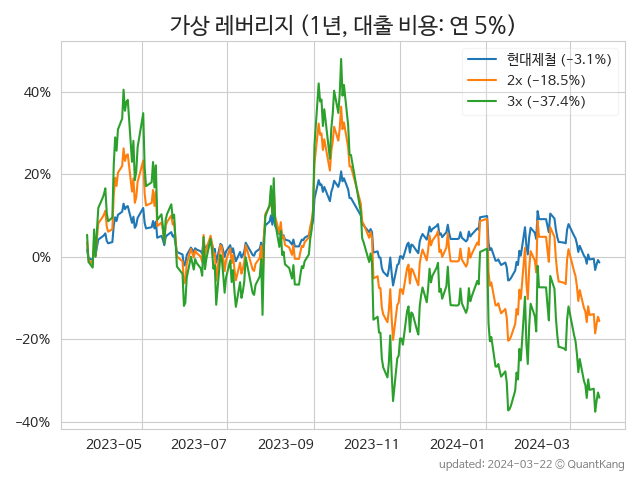 가상 레버리지 (1년, 대출 비용: 연 5%)
현대제철 (−3.1%)
2x (−18.5%)
3x (−37.4%)
40%
20%
0%
−20%
−40%
2023-05 2023-07 2023-09 2023-11 2024-01 2024-03
updated: 2024-03-22 © QuantKang